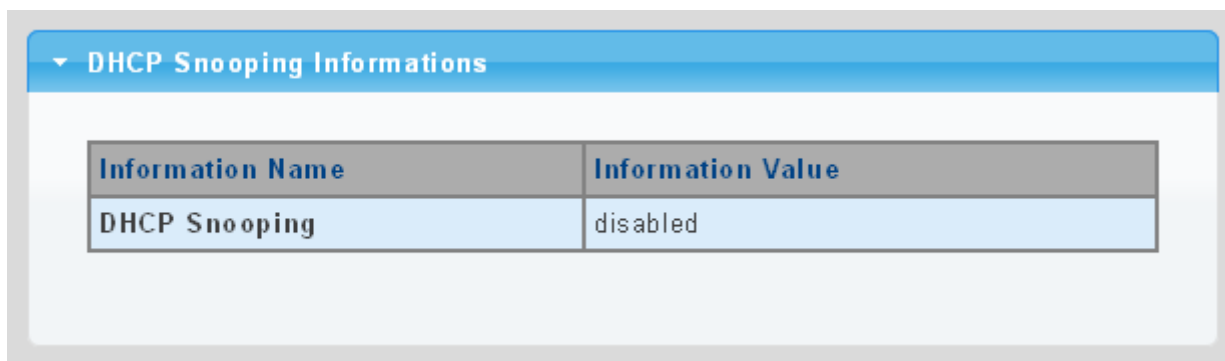 DHCP Snooping Informations
Information Name Information Value
DHCP Snooping disabled